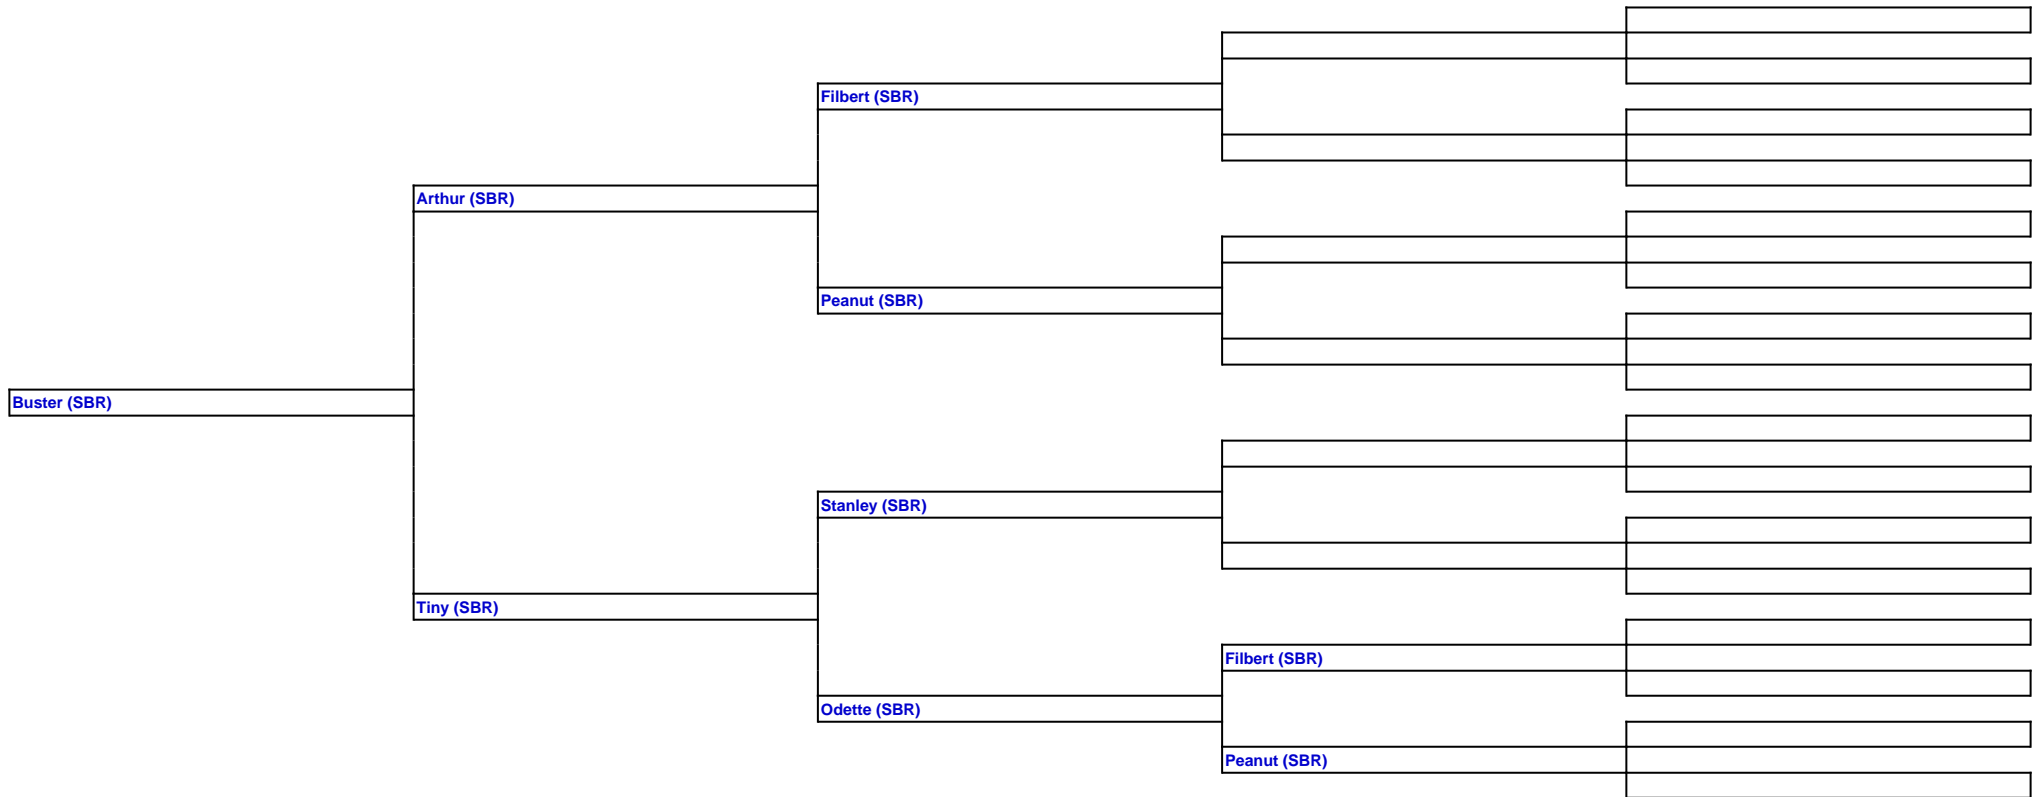 Filbert (SBR)
Arthur (SBR)
Peanut (SBR)
Buster (SBR)
Stanley (SBR)
Tiny (SBR)
Filbert (SBR)
Odette (SBR)
Peanut (SBR)